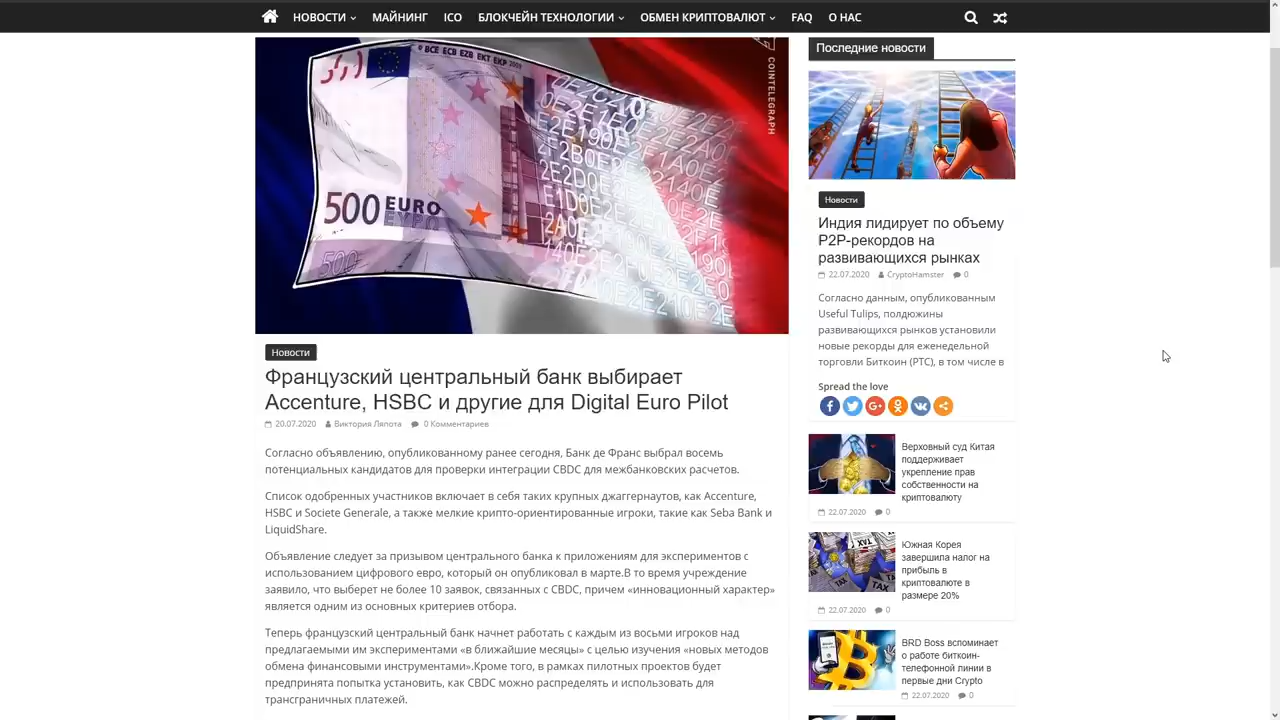 НОВОСТИ
МАЙНИНГ
ICO
БЛОКЧЕЙН ТЕХНОЛОГИИ
ОБМЕН КРИПТОВАЛЮТ
FAQ
О НАС
BCE ECB EZB EKT EKP
COINTELEGRAPH
500 EURO
500
Новости
Французский центральный банк выбирает
Accenture, HSBC и другие для Digital Euro Pilot
20.07.2020 Виктория Ляпота 0 Комментариев
Согласно объявлению, опубликованному ранее сегодня, Банк де Франс выбрал восемь
потенциальных кандидатов для проверки интеграции CBDC для межбанковских расчетов.
Список одобренных участников включает в себя таких крупных джаггернаутов, как Accenture,
HSBC и Societe Generale, а также мелкие крипто-ориентированные игроки, такие как Seba Bank и
LiquidShare.
Объявление следует за призывом центрального банка к приложениям для экспериментов с
использованием цифрового евро, который он опубликовал в марте.В то время учреждение
заявило, что выберет не более 10 заявок, связанных с CBDC, причем «инновационный характер»
является одним из основных критериев отбора.
Теперь французский центральный банк начнет работать с каждым из восьми игроков над
предлагаемыми им экспериментами «в ближайшие месяцы» с целью изучения «новых методов
обмена финансовыми инструментами».Кроме того, в рамках пилотных проектов будет
предпринята попытка установить, как CBDC можно распределять и использовать для
трансграничных платежей.
Последние новости
Новости
Индия лидирует по объему
P2P-рекордов на
развивающихся рынках
22.07.2020 CryptoHamster 0
Согласно данным, опубликованным
Useful Tulips, полдюжины
развивающихся рынков установили
новые рекорды для еженедельной
торговли Биткоин (PTC), в том числе в
Spread the love
Верховный суд Китая
поддерживает
укрепление прав
собственности на
криптовалюту
22.07.2020 0
Южная Корея
завершила налог на
прибыль в
криптовалюте в
размере 20%
22.07.2020 0
BRD Boss вспоминает
о работе биткоин-
телефонной линии в
первые дни Crypto
22.07.2020 0